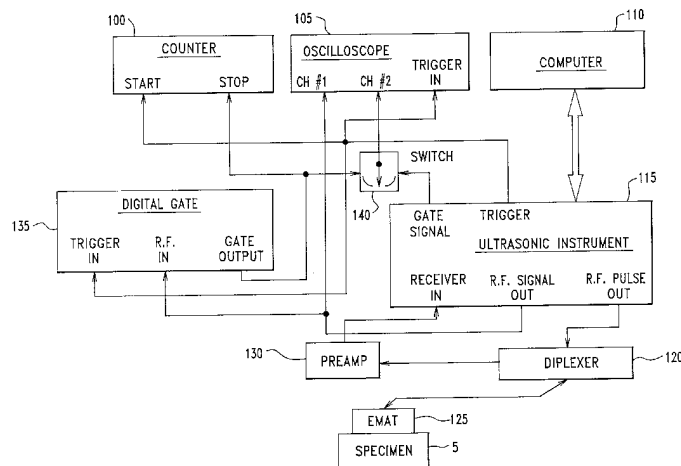 100
105
110
COUNTER
START STOP
OSCILLOSCOPE
CH #1 CH #2 TRIGGER IN
COMPUTER
SWITCH
140
115
135
DIGITAL GATE
TRIGGER IN R.F. IN GATE OUTPUT
GATE SIGNAL TRIGGER
ULTRASONIC INSTRUMENT
RECEIVER IN R.F. SIGNAL OUT R.F. PULSE OUT
130
PREAMP
DIPLEXER
120
EMAT
125
SPECIMEN
5